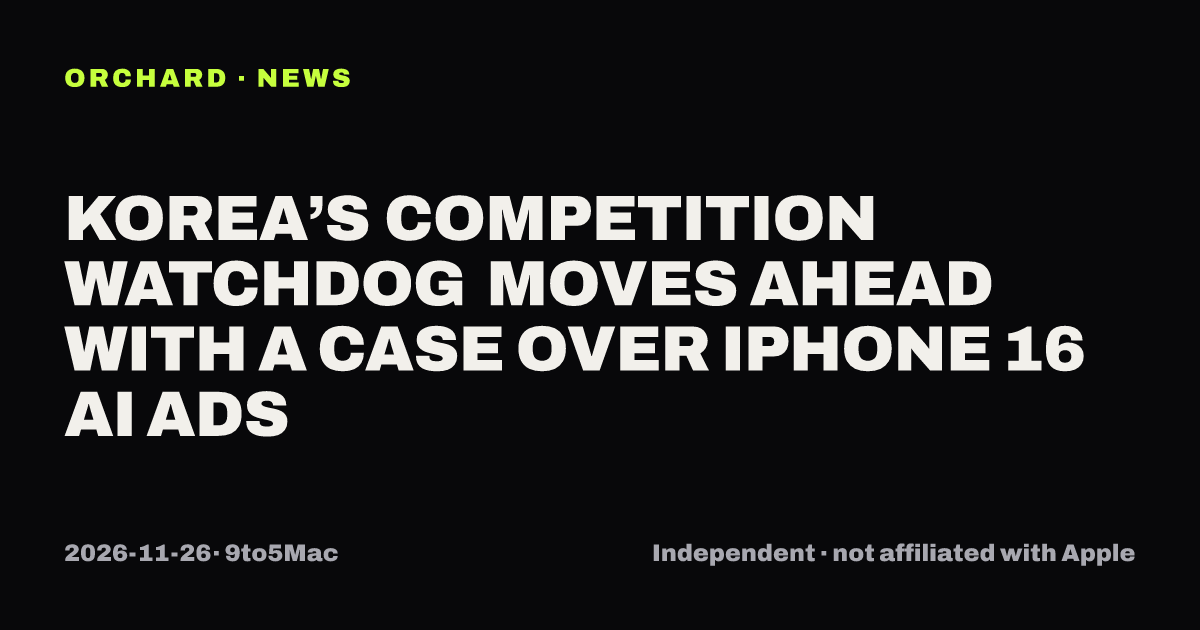 ORCHARD · NEWS
KOREA’S COMPETITION
WATCHDOG  MOVES AHEAD
WITH A CASE OVER IPHONE 16
AI ADS
2026-11-26· 9to5Mac
Independent · not affiliated with Apple